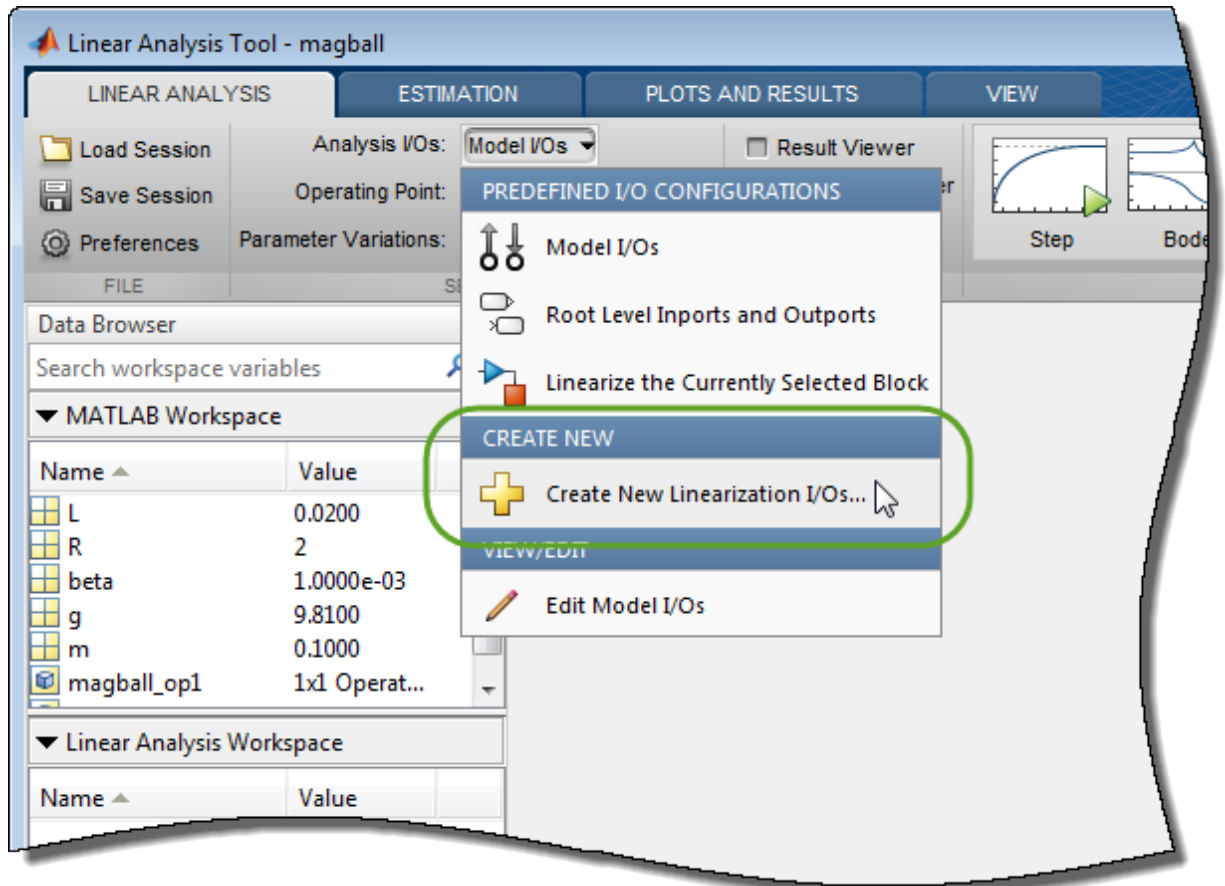 Linear Analysis Tool - magball
LINEAR ANALYSIS ESTIMATION PLOTS AND RESULTS VIEW
Load Session
Save Session
Preferences
FILE
Analysis I/Os: Model I/Os
Operating Point:
Parameter Variations:
Result Viewer
Step
PREDEFINED I/O CONFIGURATIONS
Model I/Os
Root Level Inports and Outports
Linearize the Currently Selected Block
CREATE NEW
Create New Linearization I/Os...
VIEW/EDIT
Edit Model I/Os
Data Browser
Search workspace variables
MATLAB Workspace
Name Value
L 0.0200
R 2
beta 1.0000e-03
g 9.8100
m 0.1000
magball_op1 1x1 Operat...
Linear Analysis Workspace
Name Value